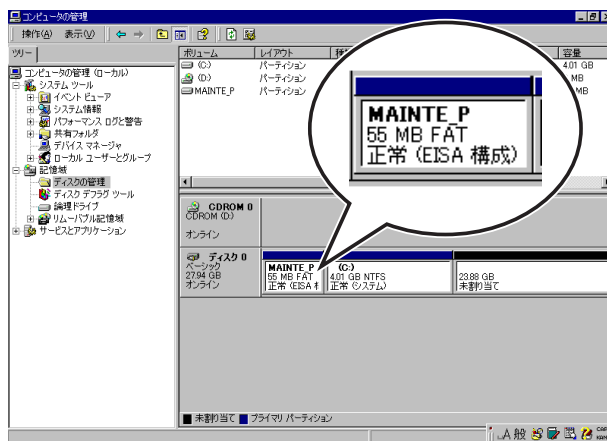 コンピュータの管理
操作(A) 表示(V)
ツリー
コンピュータの管理 (ローカル)
システム ツール
イベント ビューア
システム情報
パフォーマンス ログと警告
共有フォルダ
デバイス マネージャ
ローカル ユーザーとグループ
記憶域
ディスクの管理
ディスク デフラグ ツール
論理ドライブ
リムーバブル記憶域
サービスとアプリケーション
ボリューム レイアウト 容量
(C:) パーティション 4.01 GB
(D:) パーティション MB
MAINTE_P パーティション MB
MAINTE_P
55 MB FAT
正常 (EISA 構成)
CDROM 0
CDROM (D:)
オンライン
ディスク 0
ベーシック
27.94 GB
オンライン
MAINTE P
55 MB FAT
正常 (EISA
(C:)
4.01 GB NTFS
正常 (システム)
23.88 GB
未割り当て
未割り当て プライマリ パーティション
A 般